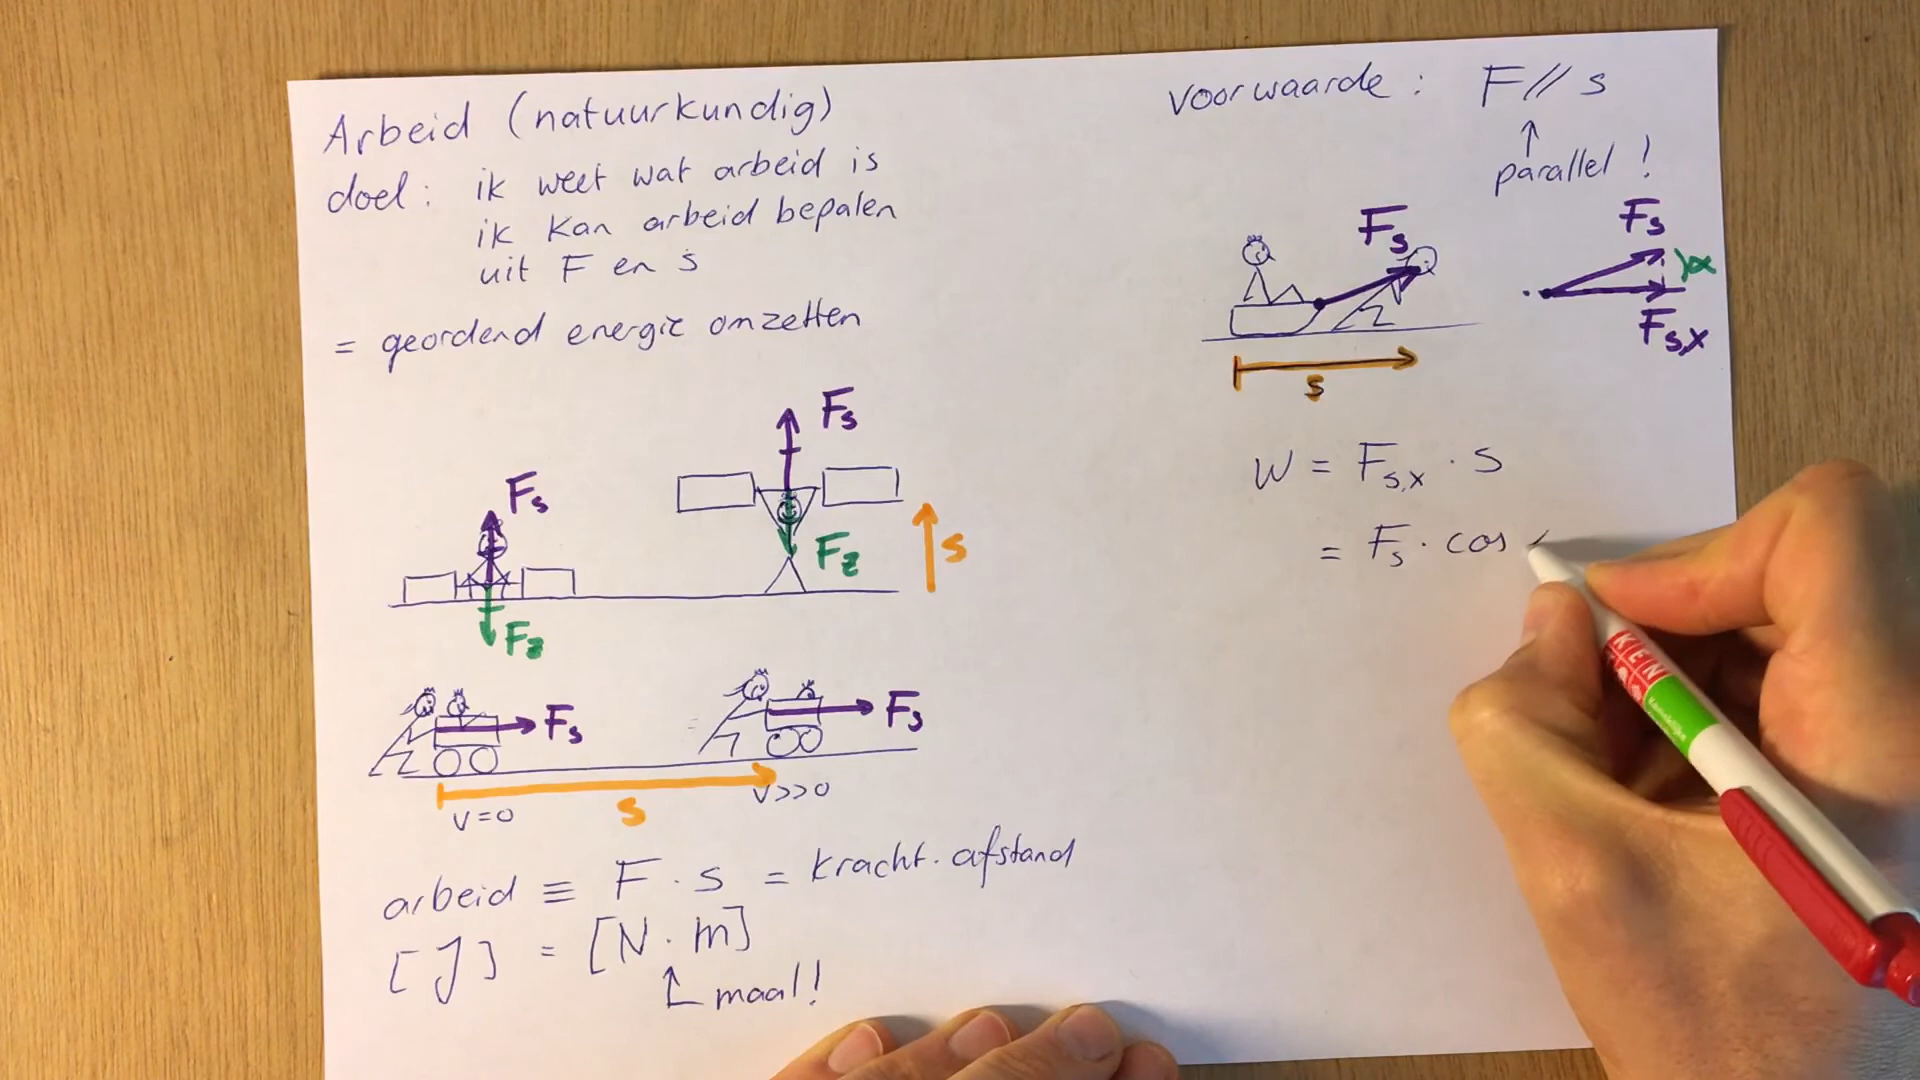 Arbeid (natuurkundig)
doel: ik weet wat arbeid is
ik kan arbeid bepalen
uit F en s
= geordend energie omzetten
Fs
Fs
Fz
s
Fz
Fs
Fs
s
v=0
v>>0
arbeid ≡ F · s = kracht · afstand
[J] = [N · m]
maal!
voorwaarde: F // s
parallel!
Fs
s
Fs
α
Fs,x
W = Fs,x · s
= Fs · cos
KEN